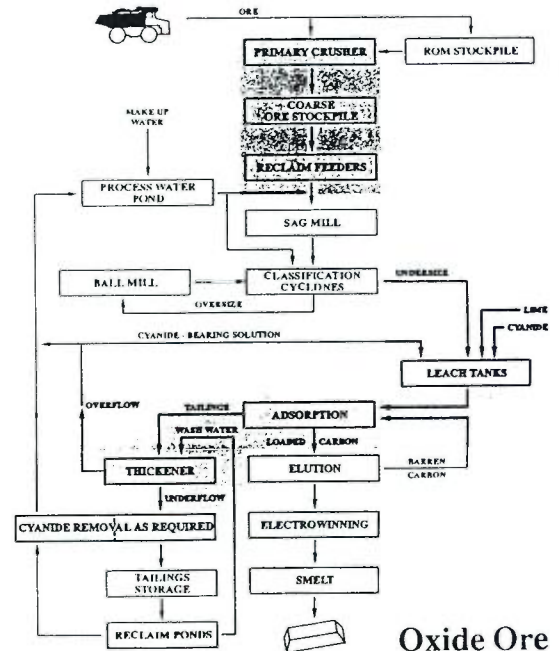 ORE
PRIMARY CRUSHER
ROM STOCKPILE
COARSE
ORE STOCKPILE
MAKE UP
WATER
RECLAIM FEEDERS
PROCESS WATER
POND
SAG MILL
BALL MILL
CLASSIFICATION
CYCLONES
UNDERSIZE
OVERSIZE
LIME
CYANIDE
CYANIDE - BEARING SOLUTION
LEACH TANKS
OVERFLOW
TAILINGS
ADSORPTION
WASH WATER
LOADED CARBON
THICKENER
ELUTION
BARREN
CARBON
UNDERFLOW
CYANIDE REMOVAL AS REQUIRED
ELECTROWINNING
TAILINGS
STORAGE
SMELT
RECLAIM PONDS
Oxide Ore